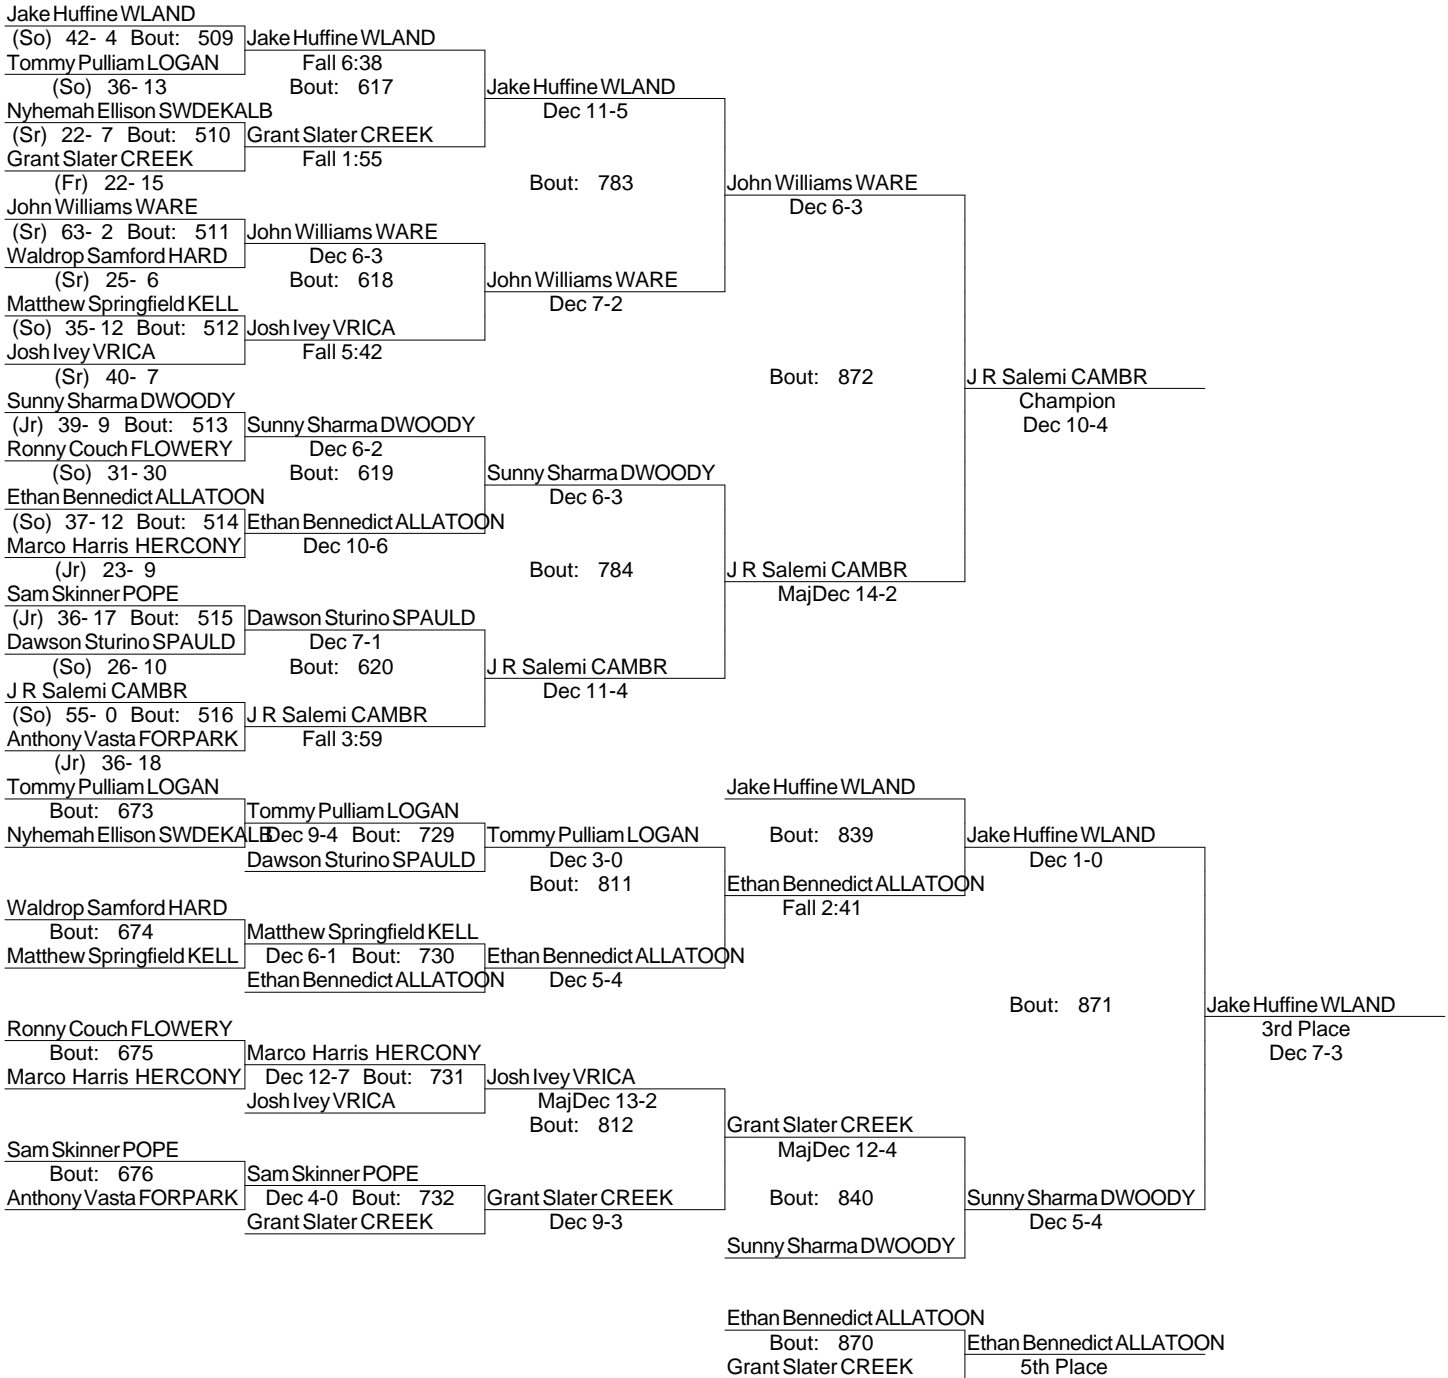 Jake Huffine WLAND
(So) 42- 4 Bout: 509 Jake Huffine WLAND
Tommy Pulliam LOGAN Fall 6:38
(So) 36- 13 Bout: 617 Jake Huffine WLAND
Nyhemah Ellison SWDEKALB Dec 11-5
(Sr) 22- 7 Bout: 510 Grant Slater CREEK
Grant Slater CREEK Fall 1:55
(Fr) 22- 15 Bout: 783 John Williams WARE
John Williams WARE Dec 6-3
(Sr) 63- 2 Bout: 511 John Williams WARE
Waldrop Samford HARD Dec 6-3
(Sr) 25- 6 Bout: 618 John Williams WARE
Matthew Springfield KELL Dec 7-2
(So) 35- 12 Bout: 512 Josh Ivey VRICA
Josh Ivey VRICA Fall 5:42
(Sr) 40- 7 Bout: 872 J R Salemi CAMBR
Sunny Sharma DWOODY Champion
(Jr) 39- 9 Bout: 513 Sunny Sharma DWOODY Dec 10-4
Ronny Couch FLOWERY Dec 6-2
(So) 31- 30 Bout: 619 Sunny Sharma DWOODY
Ethan Bennedict ALLATOON Dec 6-3
(So) 37- 12 Bout: 514 Ethan Bennedict ALLATOON
Marco Harris HERCONY Dec 10-6
(Jr) 23- 9 Bout: 784 J R Salemi CAMBR
Sam Skinner POPE MajDec 14-2
(Jr) 36- 17 Bout: 515 Dawson Sturino SPAULD
Dawson Sturino SPAULD Dec 7-1
(So) 26- 10 Bout: 620 J R Salemi CAMBR
J R Salemi CAMBR Dec 11-4
(So) 55- 0 Bout: 516 J R Salemi CAMBR
Anthony Vasta FORPARK Fall 3:59
(Jr) 36- 18
Tommy Pulliam LOGAN Jake Huffine WLAND
Bout: 673 Tommy Pulliam LOGAN
Nyhemah Ellison SWDEKALB Dec 9-4 Bout: 729 Tommy Pulliam LOGAN Bout: 839 Jake Huffine WLAND
Dawson Sturino SPAULD Dec 3-0 Dec 1-0
Bout: 811 Ethan Bennedict ALLATOON
Waldrop Samford HARD Fall 2:41
Bout: 674 Matthew Springfield KELL
Matthew Springfield KELL Dec 6-1 Bout: 730 Ethan Bennedict ALLATOON
Ethan Bennedict ALLATOON Dec 5-4
Bout: 871 Jake Huffine WLAND
Ronny Couch FLOWERY 3rd Place
Bout: 675 Marco Harris HERCONY Dec 7-3
Marco Harris HERCONY Dec 12-7 Bout: 731 Josh Ivey VRICA
Josh Ivey VRICA MajDec 13-2
Bout: 812 Grant Slater CREEK
Sam Skinner POPE MajDec 12-4
Bout: 676 Sam Skinner POPE
Anthony Vasta FORPARK Dec 4-0 Bout: 732 Grant Slater CREEK Bout: 840 Sunny Sharma DWOODY
Grant Slater CREEK Dec 9-3 Dec 5-4
Sunny Sharma DWOODY
Ethan Bennedict ALLATOON
Bout: 870 Ethan Bennedict ALLATOON
Grant Slater CREEK 5th Place